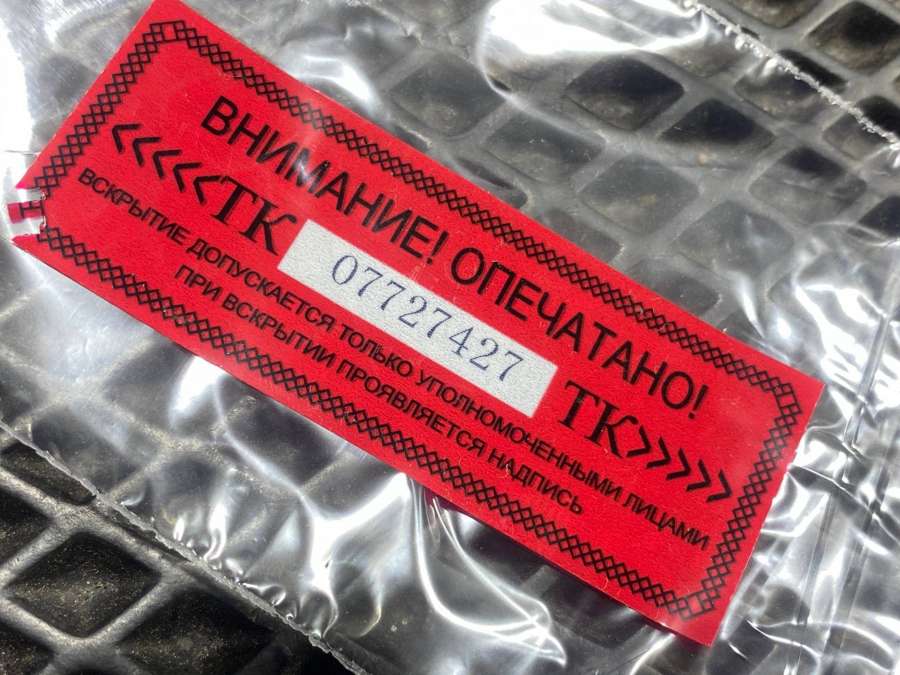 ВНИМАНИЕ! ОПЕЧАТАНО!
<<<<<ТК 07727427 ТК>>>>>
ВСКРЫТИЕ ДОПУСКАЕТСЯ ТОЛЬКО УПОЛНОМОЧЕННЫМИ ЛИЦАМИ
ПРИ ВСКРЫТИИ ПРОЯВЛЯЕТСЯ НАДПИСЬ